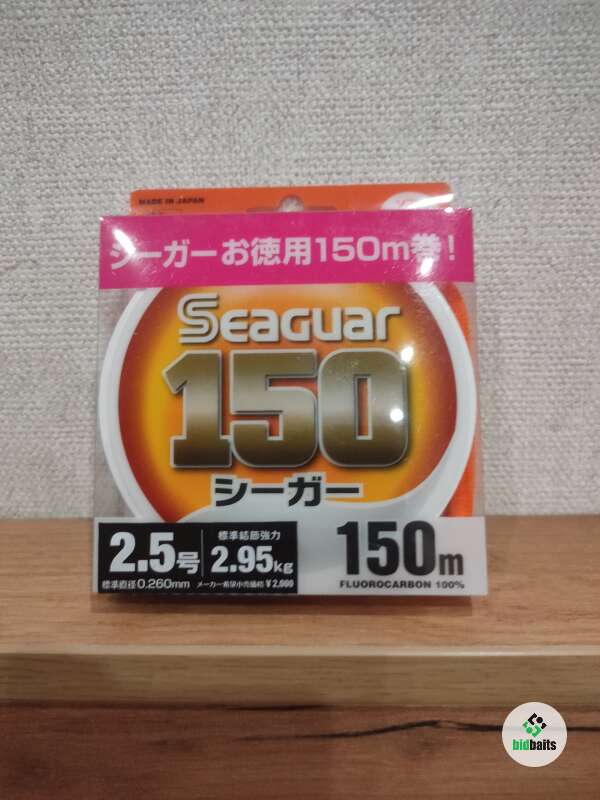 MADE IN JAPAN
シーガーお徳用150m巻!
Seaguar
150
シーガー
2.5号
標準直径0.260mm
標準結節強力
2.95kg
メーカー希望小売価格 ¥2,900
150m
FLUOROCARBON 100%
bidbaits